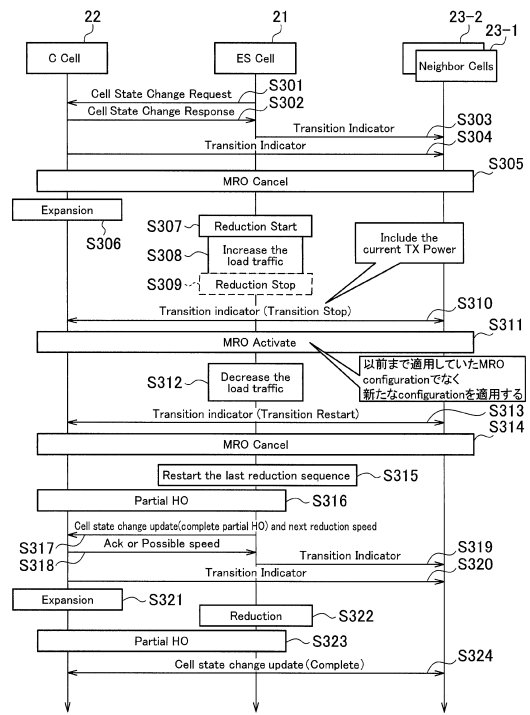 22
21
23-2
23-1
C Cell
ES Cell
Neighbor Cells
S301
Cell State Change Request
S302
Cell State Change Response
S303
Transition Indicator
S304
Transition Indicator
S305
MRO Cancel
Expansion
S306
S307
Reduction Start
S308
Increase the
load traffic
Include the
current TX Power
S309
Reduction Stop
S310
Transition indicator (Transition Stop)
S311
MRO Activate
以前まで適用していたMRO
configurationでなく
新たなconfigurationを適用する
S312
Decrease the
load traffic
S313
Transition indicator (Transition Restart)
S314
MRO Cancel
Restart the last reduction sequence
S315
Partial HO
S316
Cell state change update(complete partial HO) and next reduction speed
S317
S318
Ack or Possible speed
S319
Transition Indicator
S320
Transition Indicator
Expansion
S321
Reduction
S322
Partial HO
S323
Cell state change update (Complete)
S324